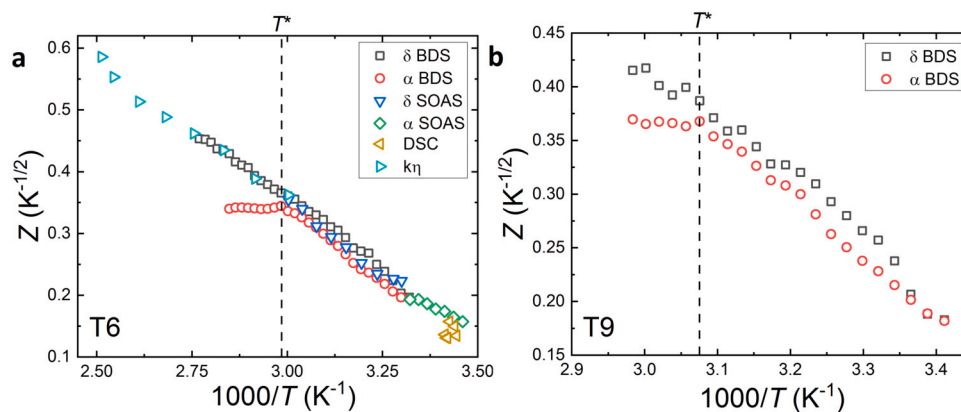 a
T*
δ BDS
α BDS
δ SOAS
α SOAS
DSC
kη
0.6
0.5
0.4
0.3
0.2
0.1
Z (K⁻¹/²)
T6
2.50 2.75 3.00 3.25 3.50
1000/T (K⁻¹)
b
T*
δ BDS
α BDS
0.45
0.40
0.35
0.30
0.25
0.20
0.15
Z (K⁻¹/²)
T9
2.9 3.0 3.1 3.2 3.3 3.4
1000/T (K⁻¹)